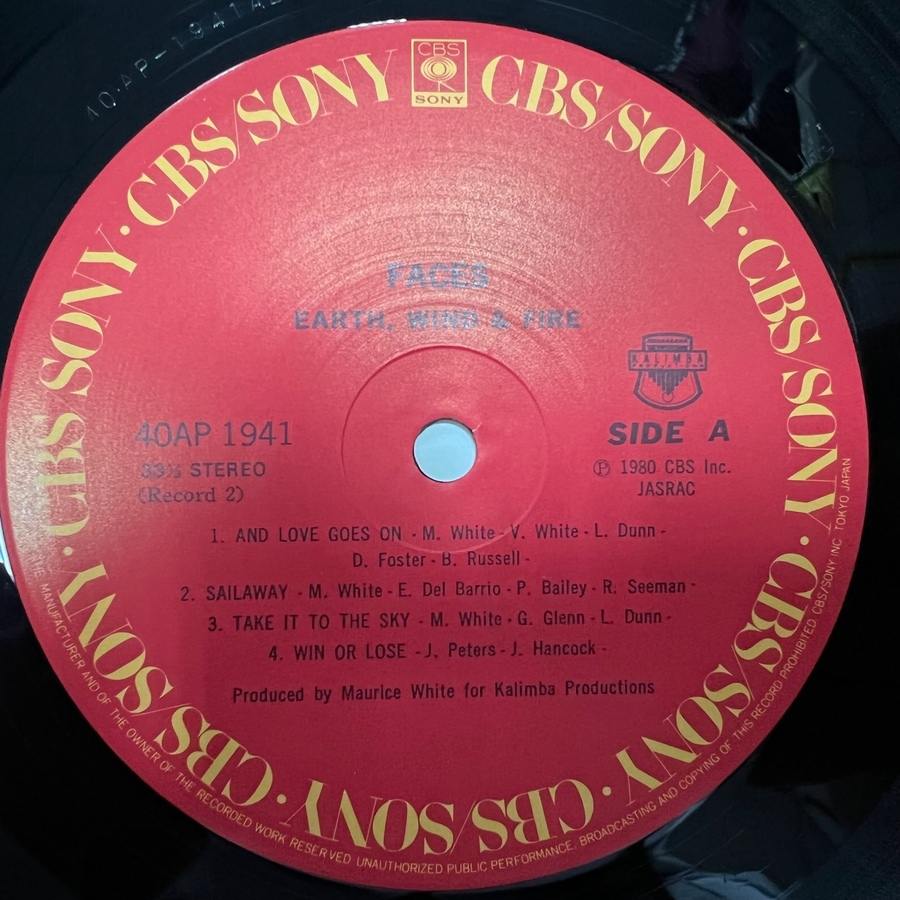 40AP-1941A
CBS
SONY
CBS/SONY · CBS/SONY · CBS/SONY · CBS/SONY · CBS/SONY · CBS/SONY · CBS/SONY · CBS/SONY
FACES
EARTH, WIND & FIRE
KALIMBA
40AP 1941
SIDE A
33⅓ STEREO
℗ 1980 CBS Inc.
(Record 2)
JASRAC
1. AND LOVE GOES ON - M. White - V. White - L. Dunn -
D. Foster - B. Russell -
2. SAILAWAY - M. White - E. Del Barrio - P. Bailey - R. Seeman -
3. TAKE IT TO THE SKY - M. White - G. Glenn - L. Dunn -
4. WIN OR LOSE - J. Peters - J. Hancock -
Produced by Maurice White for Kalimba Productions
THE MANUFACTURER AND OF THE OWNER OF THE RECORDED WORK RESERVED UNAUTHORIZED PUBLIC PERFORMANCE, BROADCASTING AND COPYING OF THIS RECORD PROHIBITED CBS/SONY INC TOKYO JAPAN